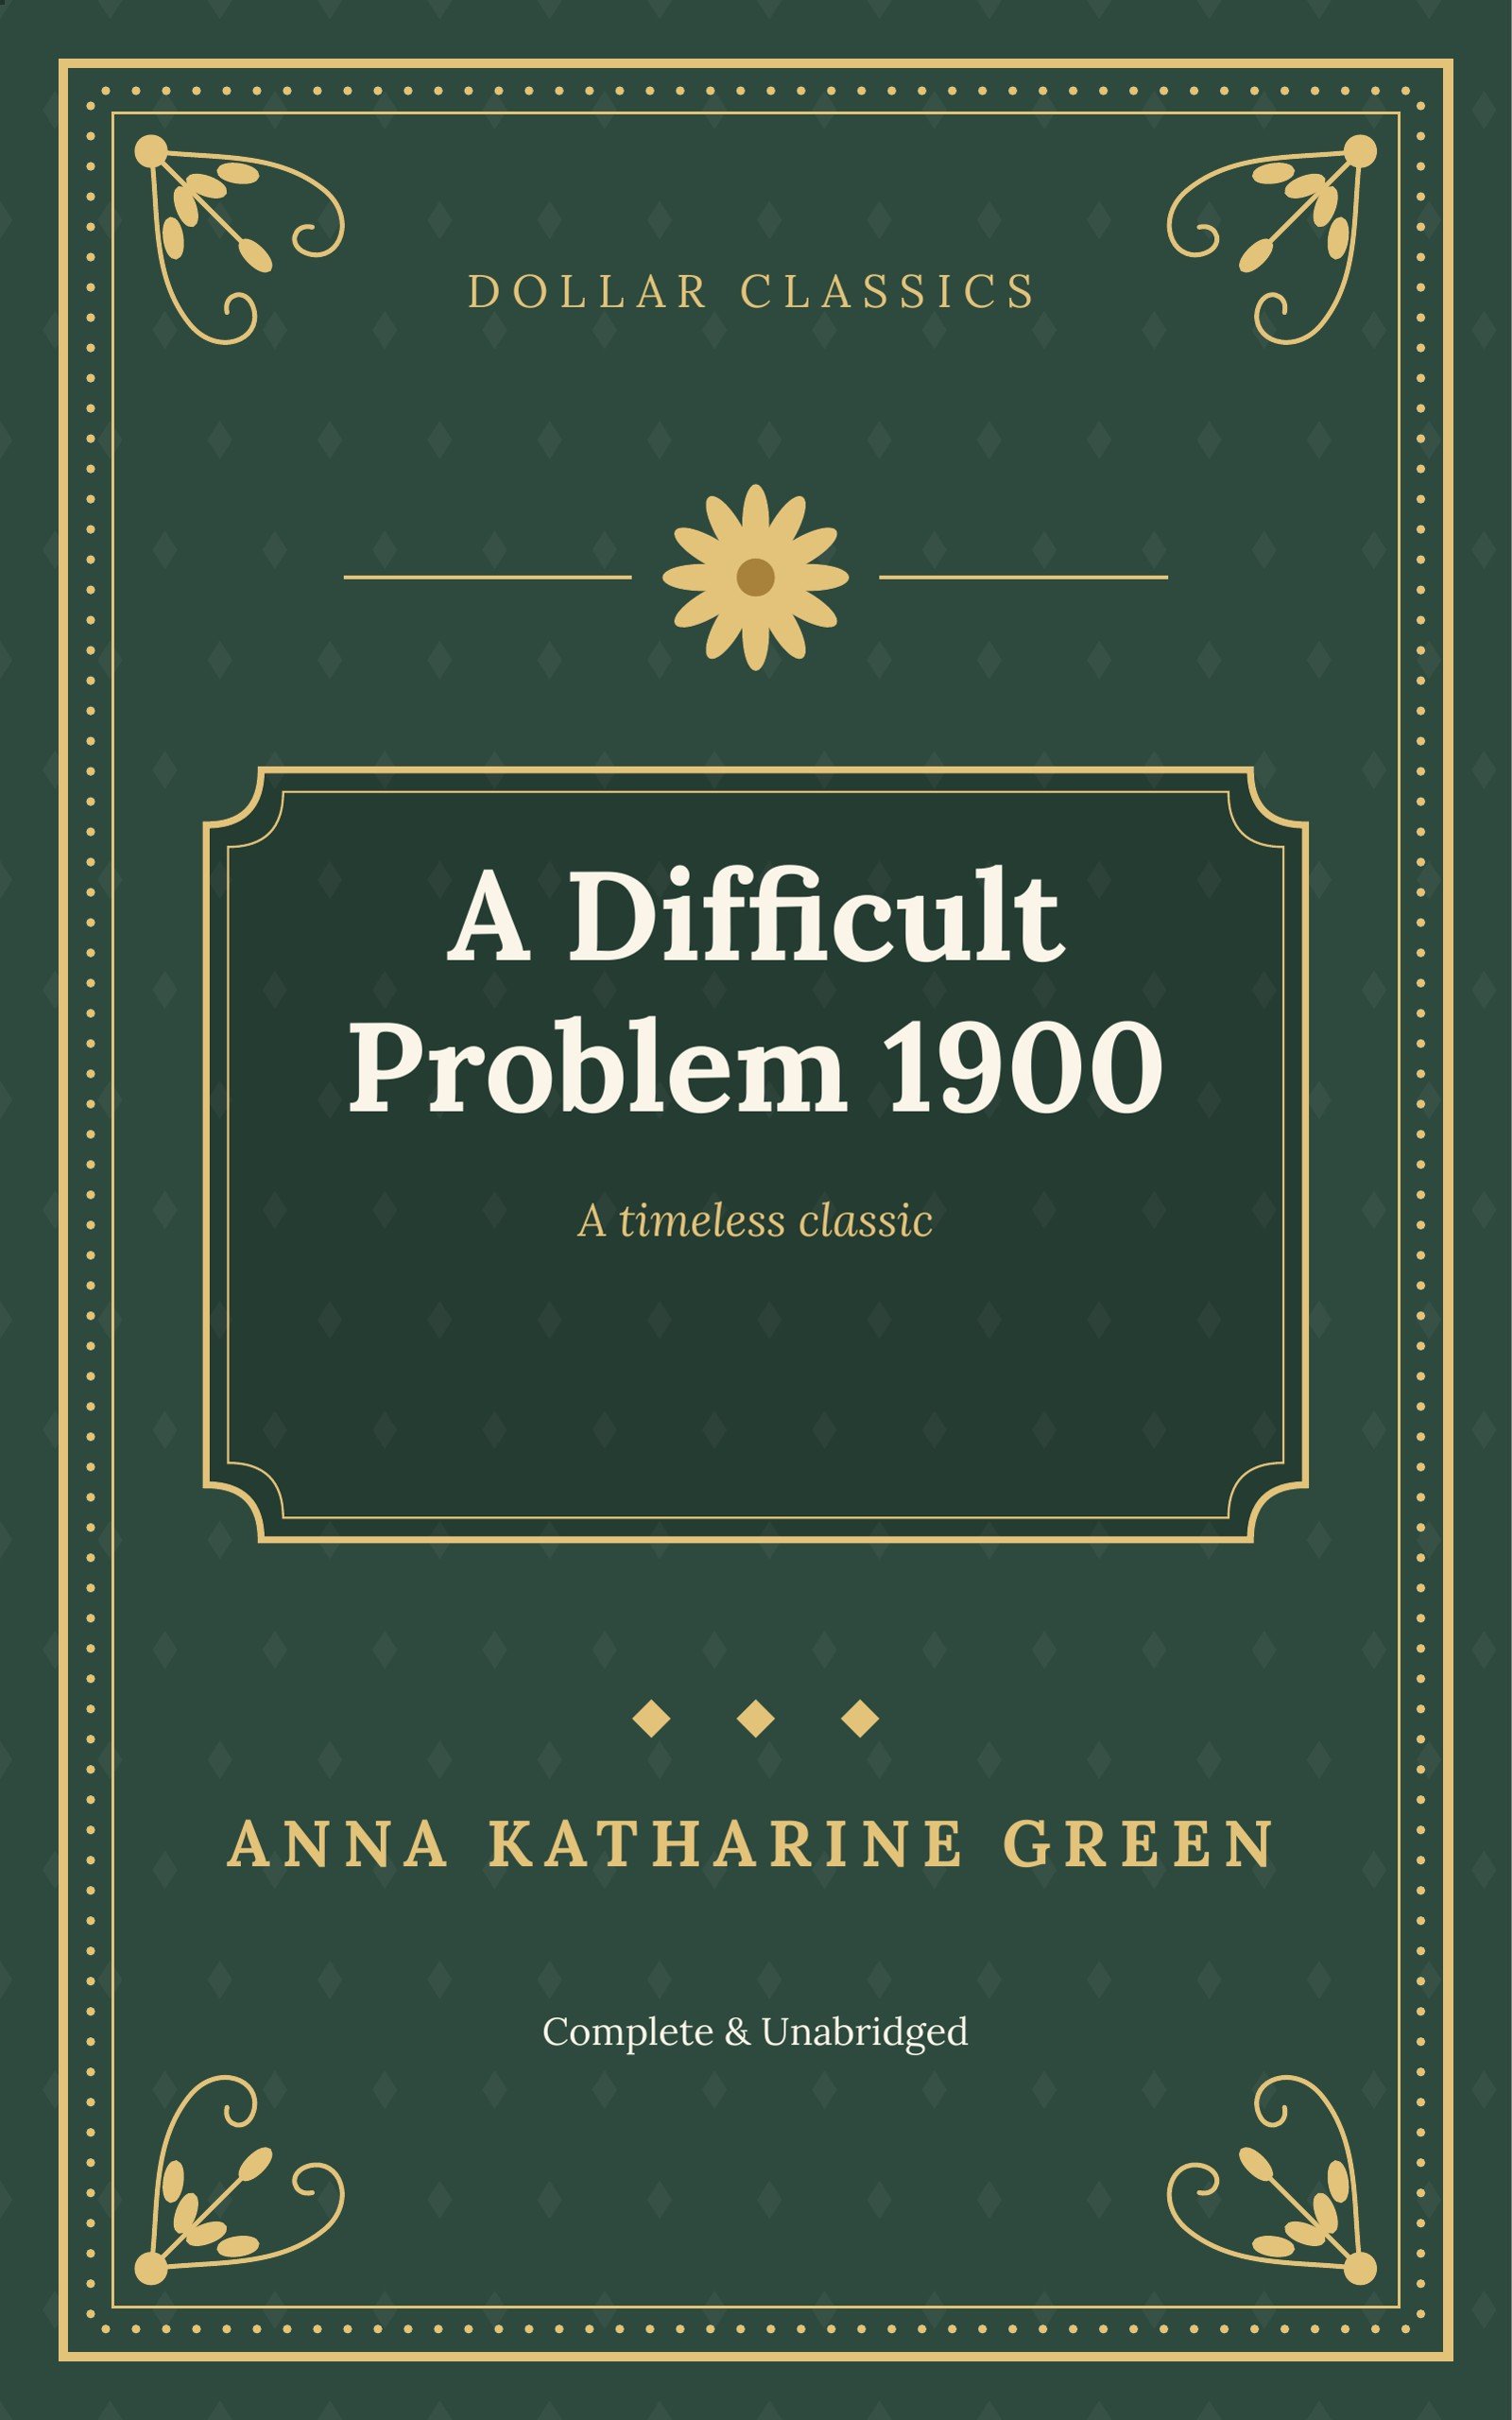 DOLLAR CLASSICS
A Difficult
Problem 1900
A timeless classic
ANNA KATHARINE GREEN
Complete & Unabridged